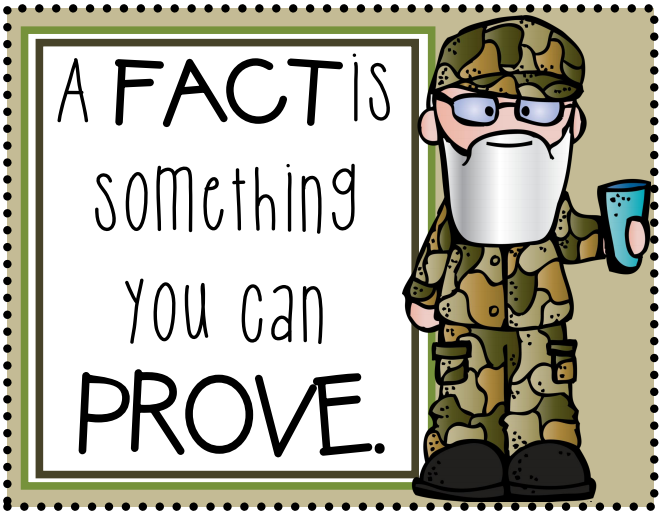 A FACT is
something
you can
PROVE.